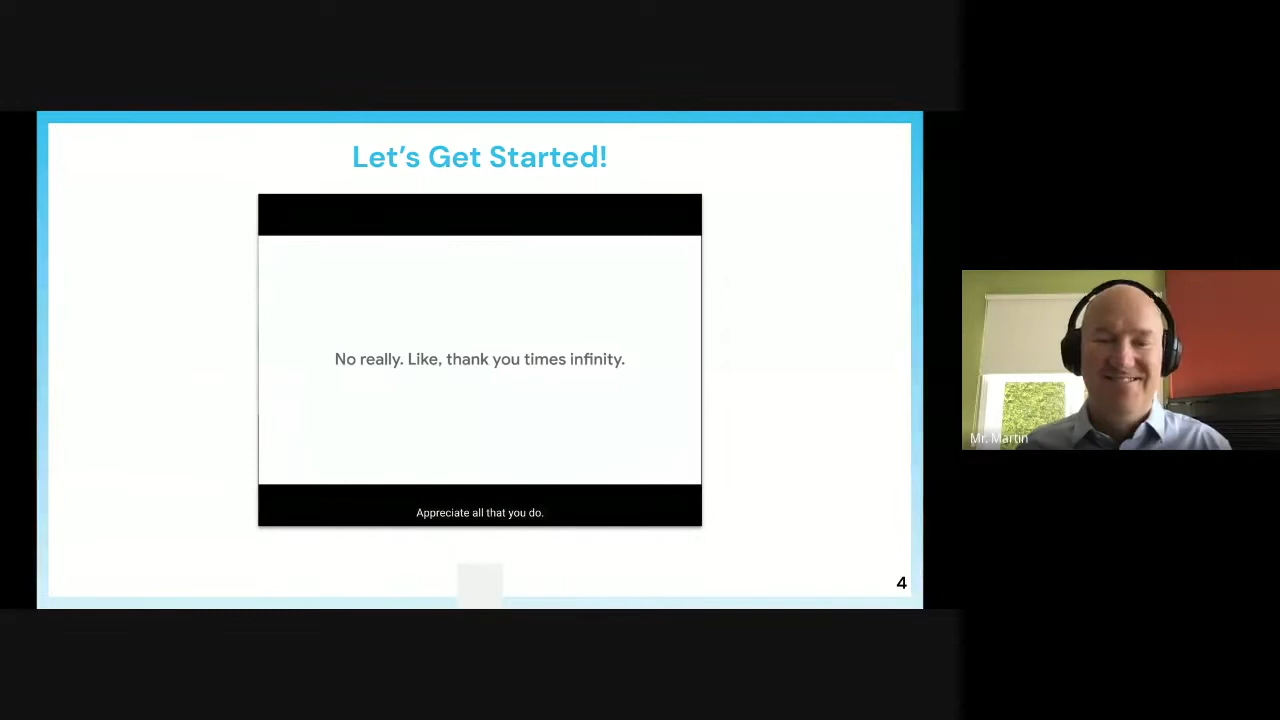 Let’s Get Started!
No really. Like, thank you times infinity.
Appreciate all that you do.
4
Mr. Martin